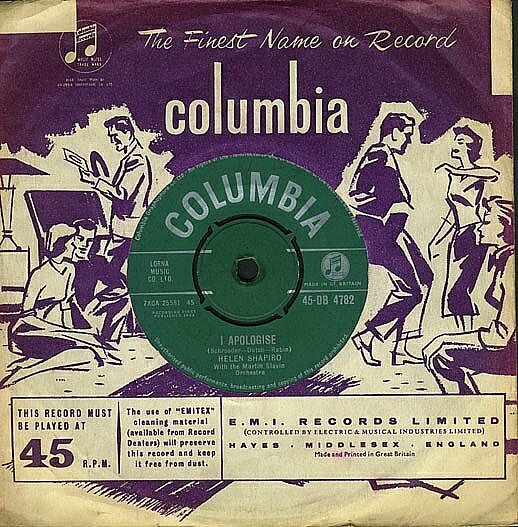 The Finest Name on Record
columbia
COLUMBIA
LORNA
MUSIC
CO. LTD.
MADE IN GT. BRITAIN
7XCA 25581 45
45-DB 4782
RECORDING FIRST
I APOLOGISE
HELEN SHAPIRO
With the Martin Slavin
Orchestra
THIS RECORD MUST
BE PLAYED AT
45 R.P.M.
The use of "EMITEX"
cleaning material
(available from Record
Dealers) will preserve
this record and keep
it free from dust.
E.M.I. RECORDS LIMITED
(CONTROLLED BY ELECTRIC & MUSICAL INDUSTRIES LIMITED)
HAYES · MIDDLESEX · ENGLAND
Made and Printed in Great Britain